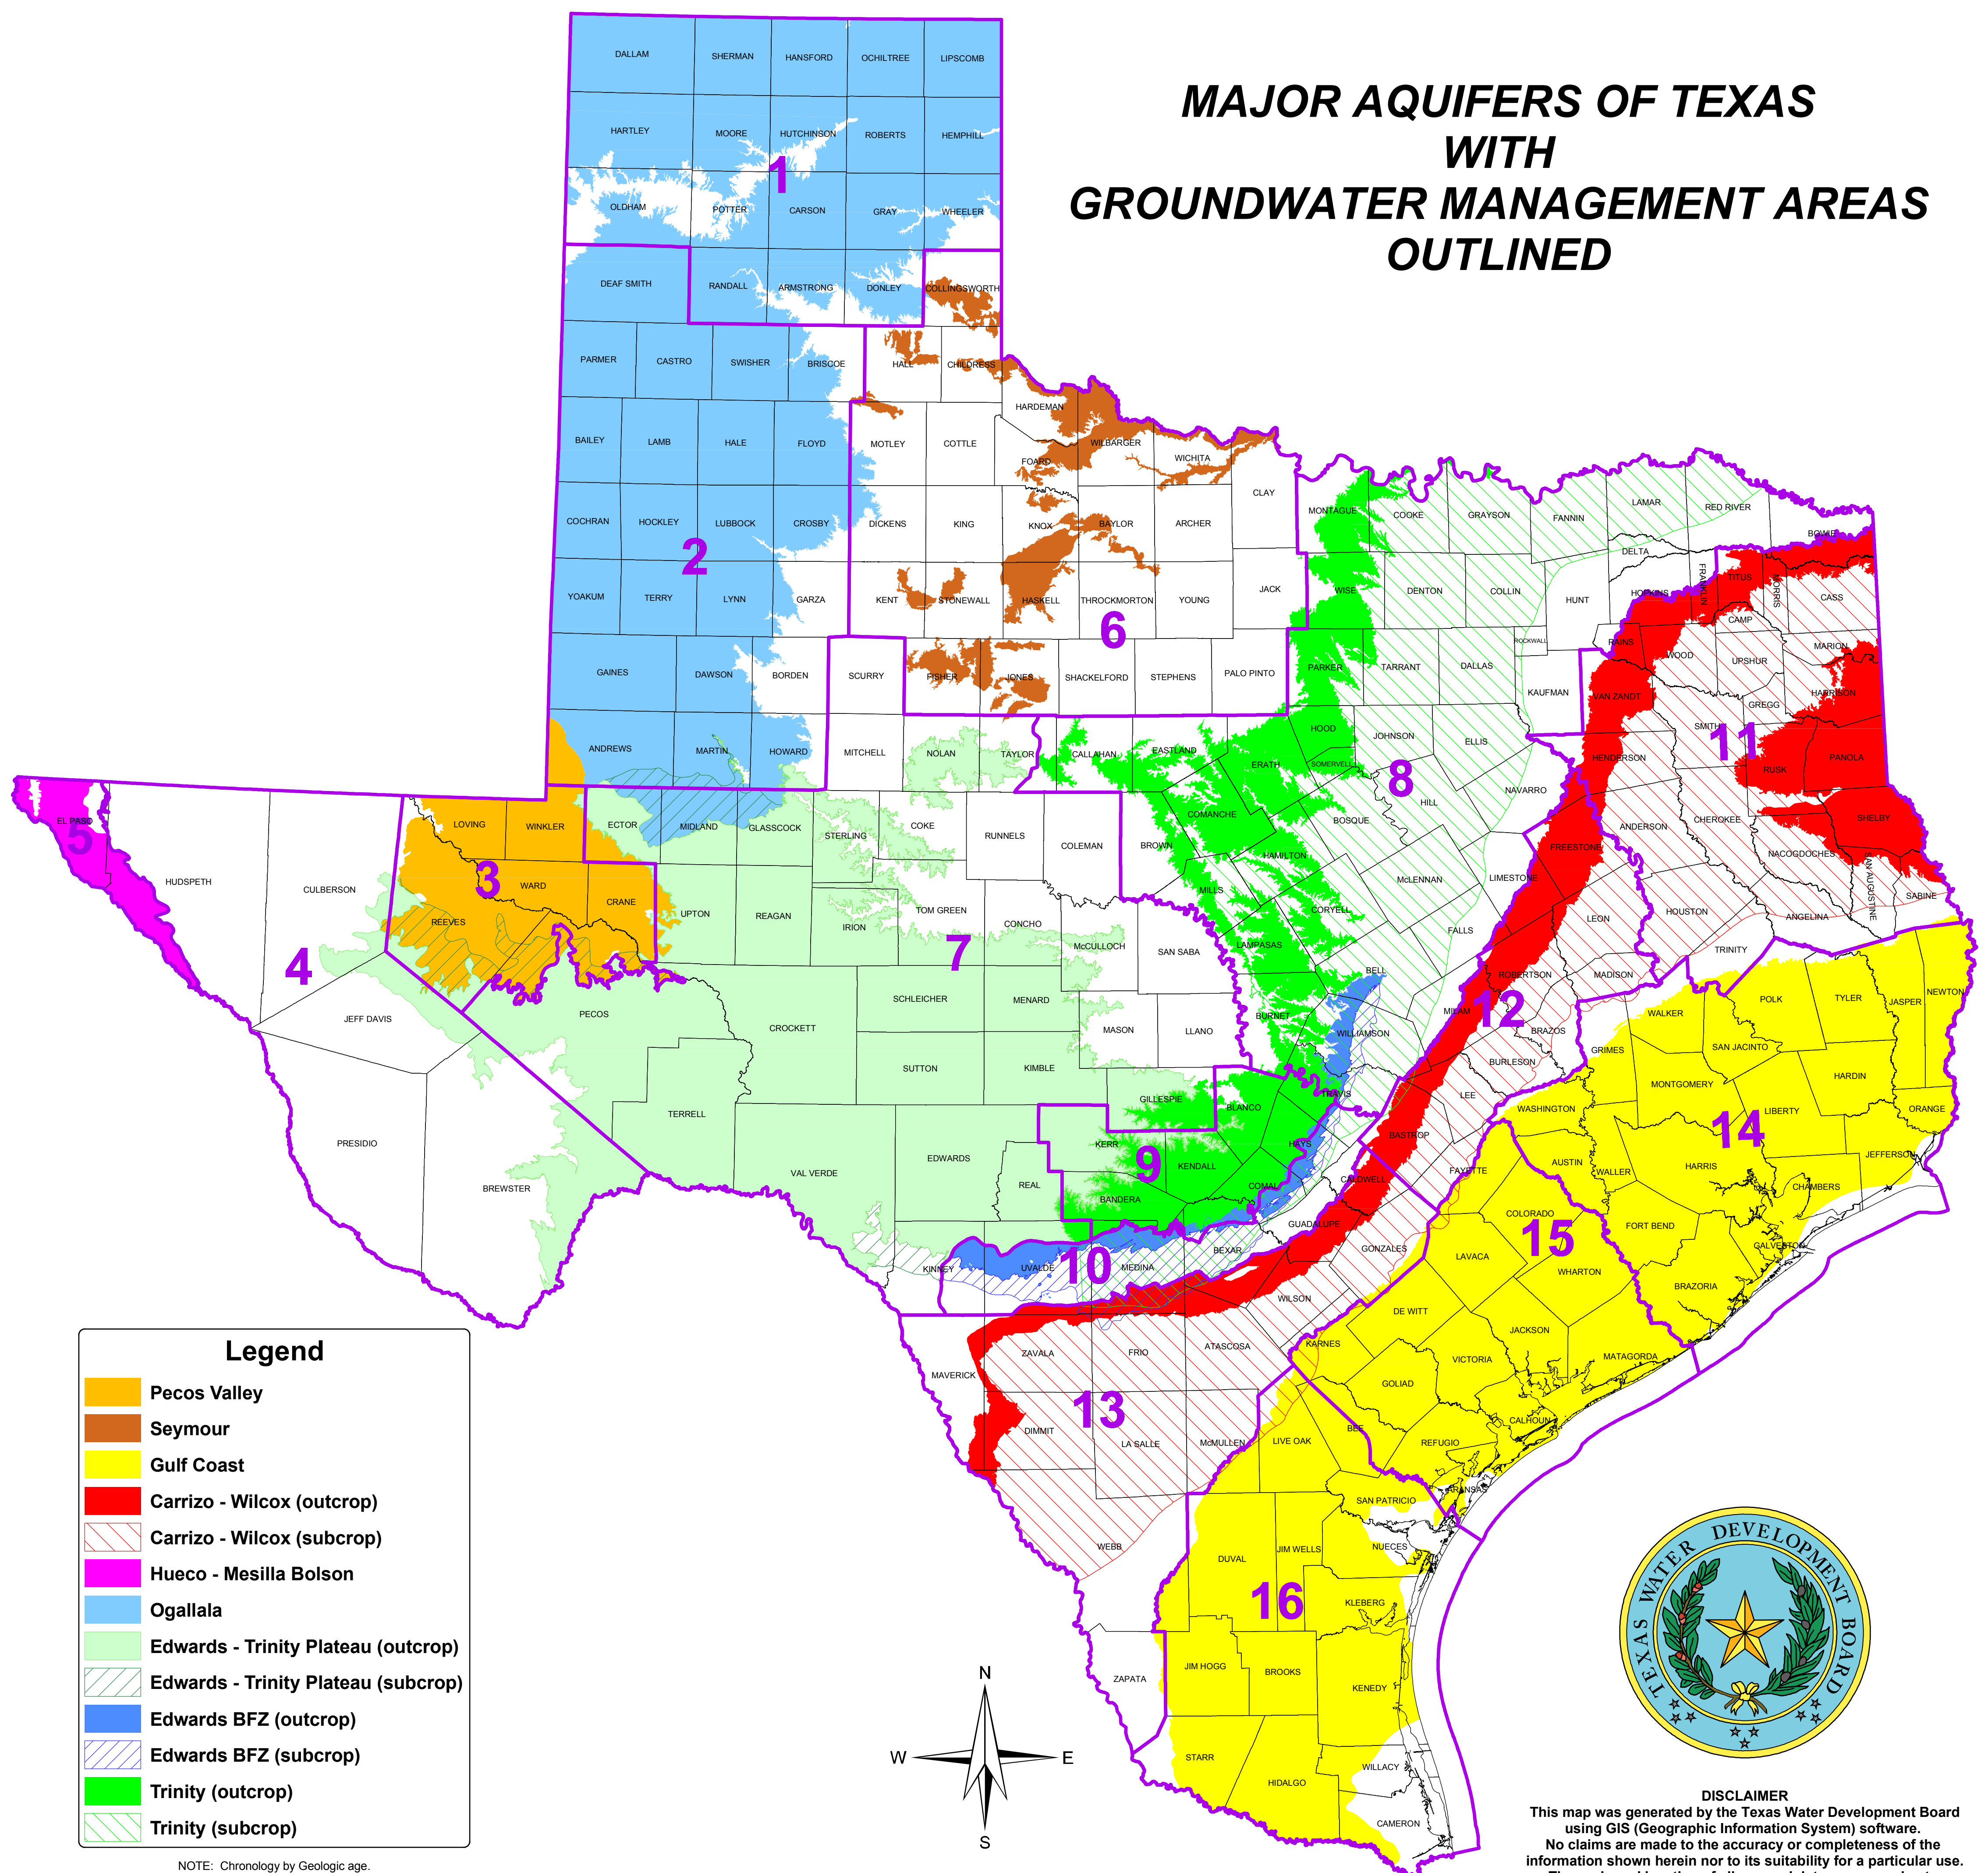 MAJOR AQUIFERS OF TEXAS
WITH
GROUNDWATER MANAGEMENT AREAS
OUTLINED
DALLAM SHERMAN HANSFORD OCHILTREE LIPSCOMB
HARTLEY MOORE HUTCHINSON ROBERTS HEMPHILL
1
OLDHAM POTTER CARSON GRAY WHEELER
DEAF SMITH RANDALL ARMSTRONG DONLEY COLLINGSWORTH
PARMER CASTRO SWISHER BRISCOE HALL CHILDRESS
HARDEMAN
BAILEY LAMB HALE FLOYD MOTLEY COTTLE WILBARGER
FOARD WICHITA
CLAY
COCHRAN HOCKLEY LUBBOCK CROSBY DICKENS KING KNOX BAYLOR ARCHER MONTAGUE COOKE GRAYSON FANNIN LAMAR RED RIVER
BOWIE
2
DELTA
YOAKUM TERRY LYNN GARZA KENT STONEWALL HASKELL THROCKMORTON YOUNG JACK WISE DENTON COLLIN HUNT HOPKINS FRANKLIN TITUS MORRIS CASS
6
CAMP
GAINES DAWSON BORDEN SCURRY FISHER JONES SHACKELFORD STEPHENS PALO PINTO PARKER TARRANT DALLAS ROCKWALL RAINS WOOD UPSHUR MARION
KAUFMAN VAN ZANDT GREGG HARRISON
ANDREWS MARTIN HOWARD MITCHELL NOLAN TAYLOR CALLAHAN EASTLAND HOOD JOHNSON ELLIS SMITH
11
ERATH SOMERVELL HENDERSON RUSK PANOLA
8
EL PASO LOVING WINKLER ECTOR MIDLAND GLASSCOCK STERLING COKE RUNNELS COLEMAN BROWN COMANCHE BOSQUE HILL NAVARRO ANDERSON CHEROKEE SHELBY
5
HUDSPETH CULBERSON
3
WARD HAMILTON FREESTONE NACOGDOCHES SAN AUGUSTINE
REEVES CRANE UPTON REAGAN IRION TOM GREEN CONCHO MILLS McLENNAN LIMESTONE SABINE
CORYELL LEON HOUSTON ANGELINA
4
7
McCULLOCH SAN SABA LAMPASAS FALLS TRINITY
BELL ROBERTSON MADISON
JEFF DAVIS PECOS CROCKETT SCHLEICHER MENARD MASON LLANO BURNET WILLIAMSON MILAM
12
BRAZOS WALKER POLK TYLER JASPER NEWTON
GRIMES SAN JACINTO
SUTTON KIMBLE BURLESON MONTGOMERY HARDIN
TERRELL GILLESPIE BLANCO TRAVIS LEE WASHINGTON LIBERTY ORANGE
14
PRESIDIO VAL VERDE EDWARDS KERR HAYS BASTROP JEFFERSON
BREWSTER REAL
9
KENDALL FAYETTE AUSTIN WALLER HARRIS CHAMBERS
BANDERA COMAL CALDWELL COLORADO
15
FORT BEND
GUADALUPE GALVESTON
KINNEY UVALDE
10
MEDINA BEXAR GONZALES LAVACA WHARTON BRAZORIA
WILSON DE WITT JACKSON
MAVERICK ZAVALA FRIO ATASCOSA KARNES VICTORIA MATAGORDA
13
GOLIAD CALHOUN
DIMMIT LA SALLE McMULLEN LIVE OAK BEE REFUGIO
SAN PATRICIO ARANSAS
WEBB DUVAL JIM WELLS NUECES
16
KLEBERG
ZAPATA JIM HOGG BROOKS KENEDY
STARR HIDALGO WILLACY
CAMERON
Legend
Pecos Valley
Seymour
Gulf Coast
Carrizo - Wilcox (outcrop)
Carrizo - Wilcox (subcrop)
Hueco - Mesilla Bolson
Ogallala
Edwards - Trinity Plateau (outcrop)
Edwards - Trinity Plateau (subcrop)
Edwards BFZ (outcrop)
Edwards BFZ (subcrop)
Trinity (outcrop)
Trinity (subcrop)
NOTE: Chronology by Geologic age.
N
W E
S
TEXAS WATER DEVELOPMENT BOARD
DISCLAIMER
This map was generated by the Texas Water Development Board
using GIS (Geographic Information System) software.
No claims are made to the accuracy or completeness of the
information shown herein nor to its suitability for a particular use.